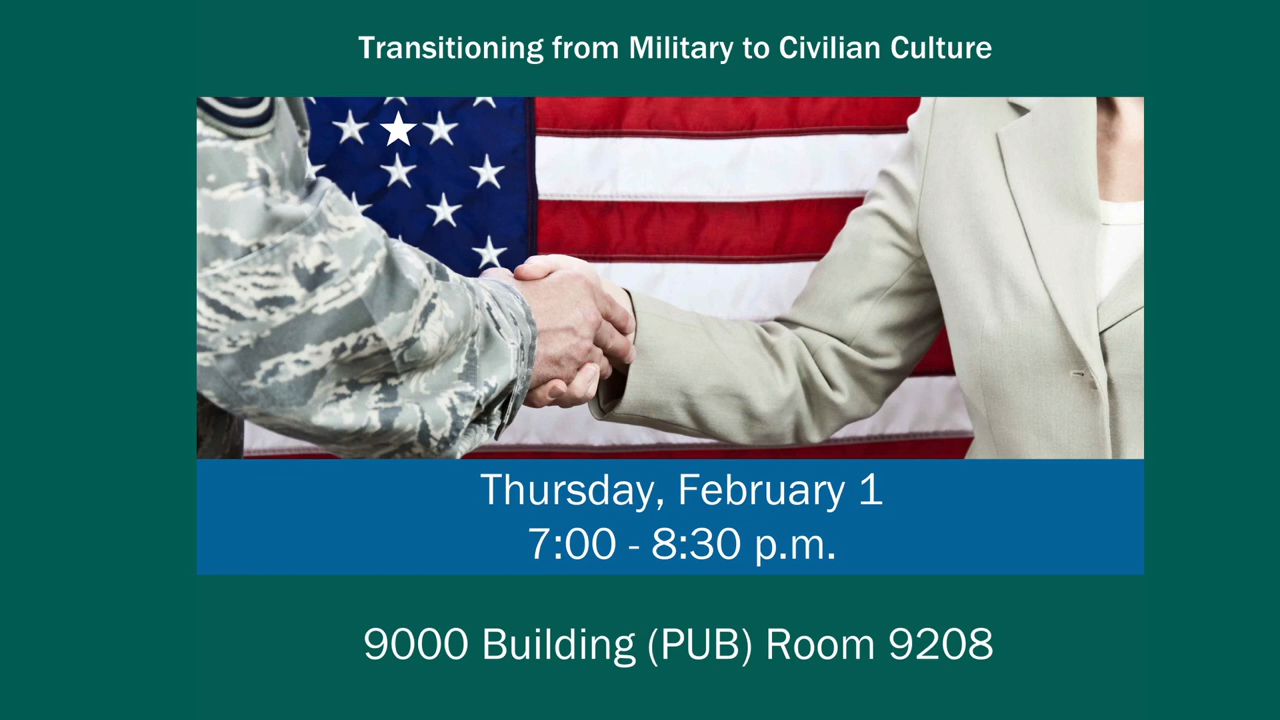 Transitioning from Military to Civilian Culture
Thursday, February 1
7:00 - 8:30 p.m.
9000 Building (PUB) Room 9208